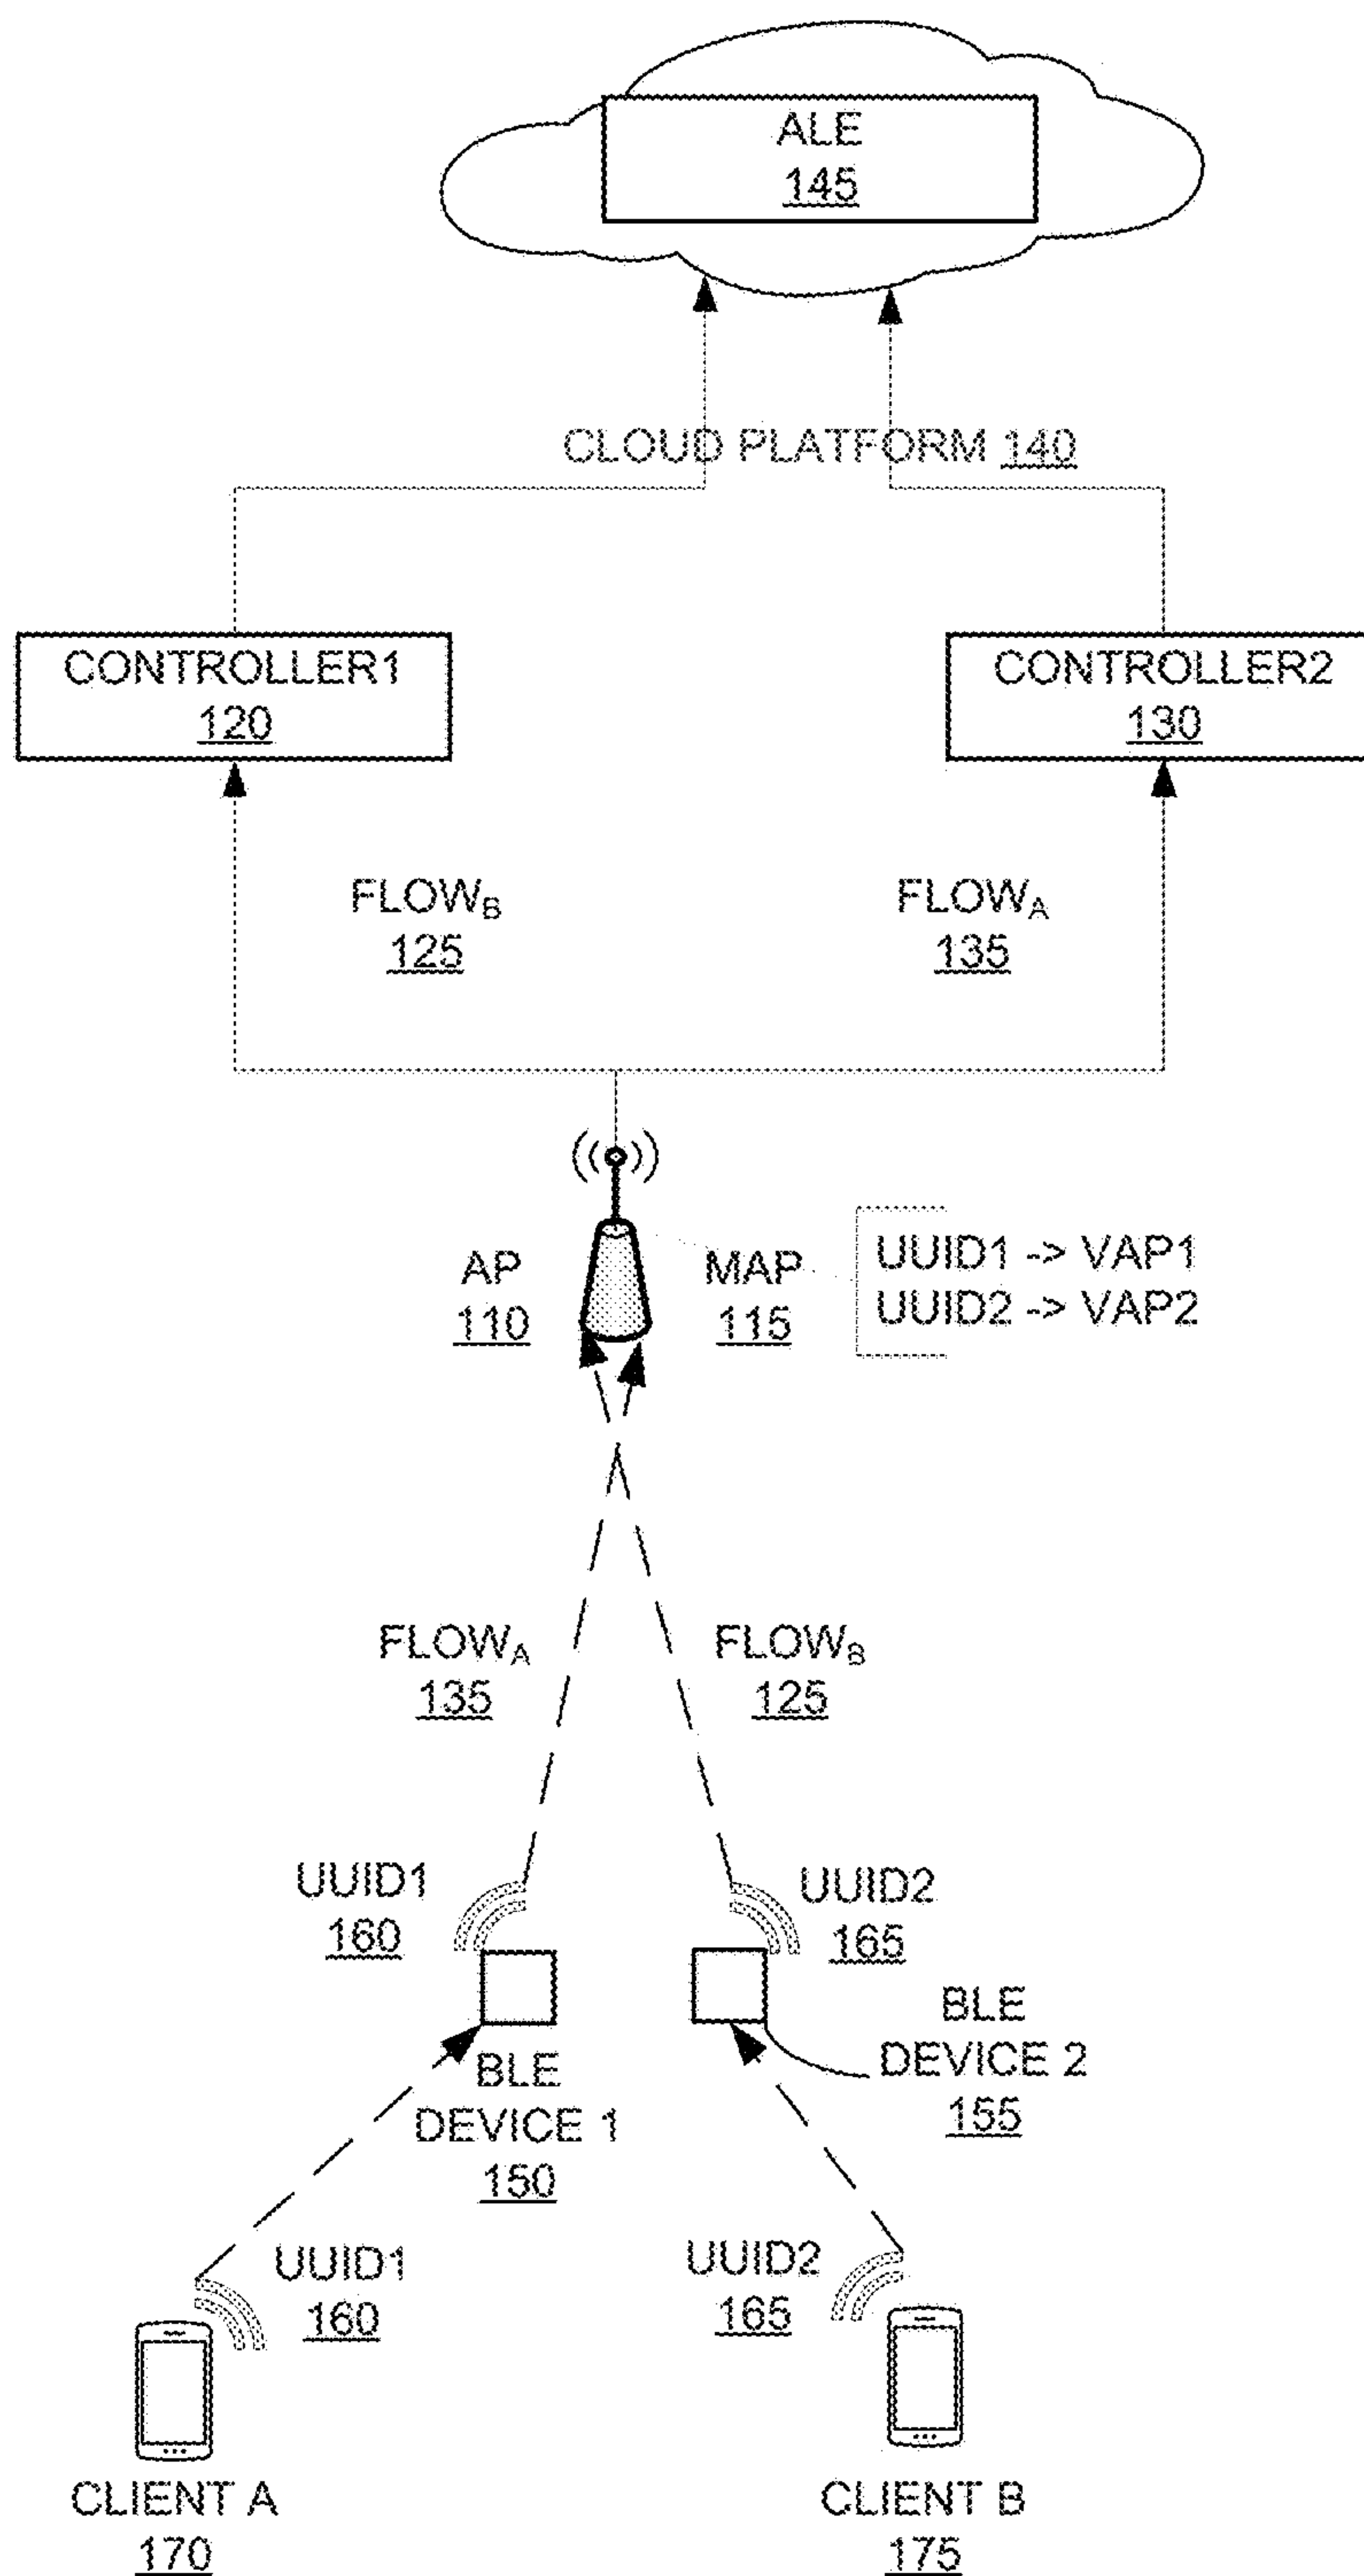 ALE
145
CLOUD PLATFORM 140
CONTROLLER1
120
CONTROLLER2
130
FLOWB
125
FLOWA
135
AP
110
MAP
115
UUID1 -> VAP1
UUID2 -> VAP2
FLOWA
135
FLOWB
125
UUID1
160
UUID2
165
BLE
DEVICE 1
150
BLE
DEVICE 2
155
UUID1
160
UUID2
165
CLIENT A
170
CLIENT B
175